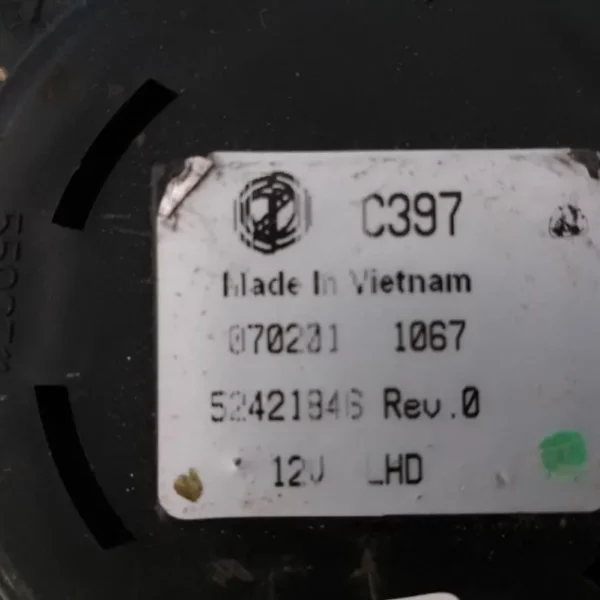 C397
Made In Vietnam
070201 1067
52421846 Rev.0
12V LHD